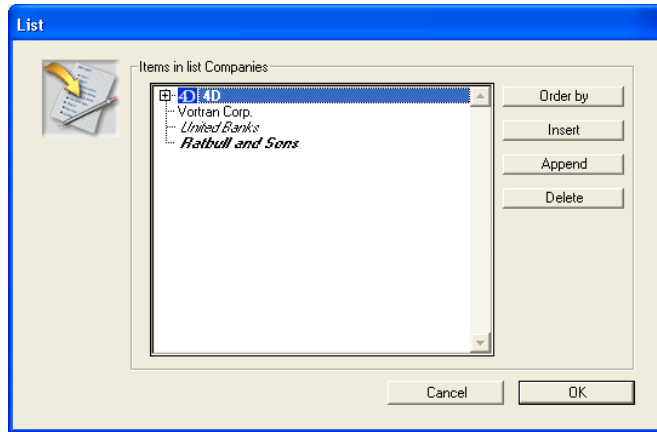 List
Items in list Companies
4D 4D
Vortran Corp.
United Banks
Ratbull and Sons
Order by
Insert
Append
Delete
Cancel
OK